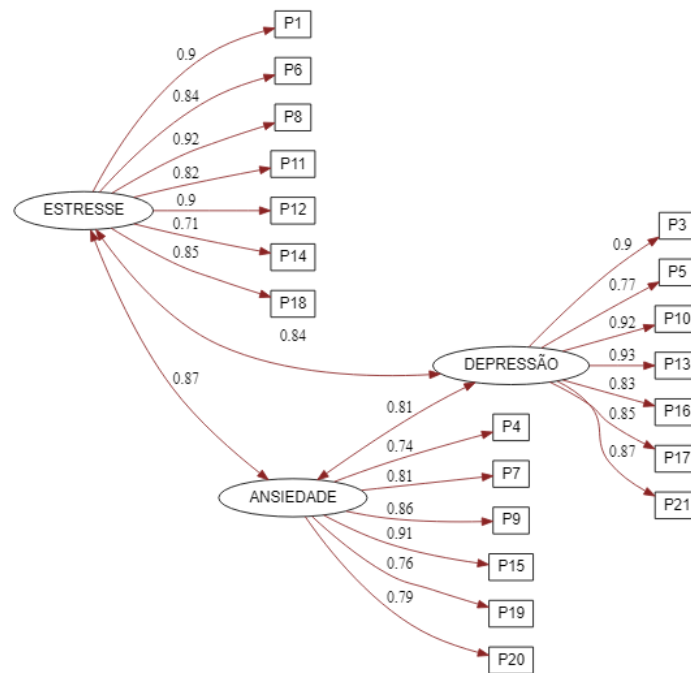 P1
0.9
P6
0.84
P8
0.92
P11
0.82
ESTRESSE
0.9
P12
0.71
P14
0.85
P18
0.84
0.87
P3
0.9
P5
0.77
P10
0.92
DEPRESSÃO
0.93
P13
0.83
P16
0.85
P17
0.87
P21
0.81
P4
0.74
P7
0.81
ANSIEDADE
0.86
P9
0.91
P15
0.76
P19
0.79
P20